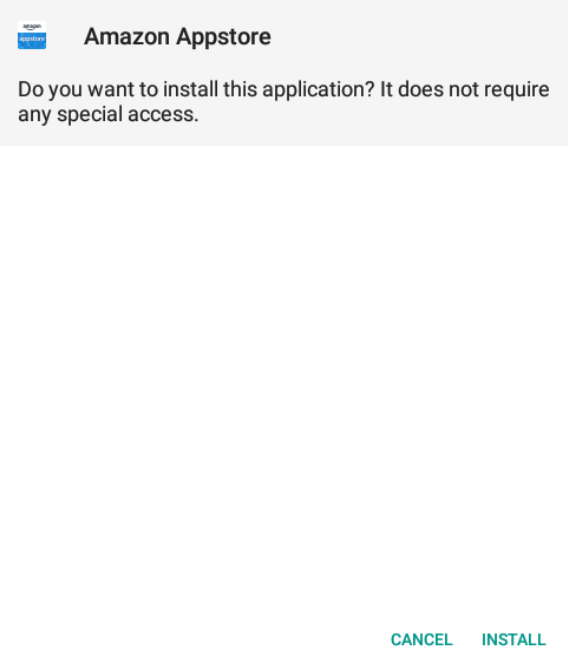 amazon
appstore
Amazon Appstore
Do you want to install this application? It does not require
any special access.
CANCEL INSTALL